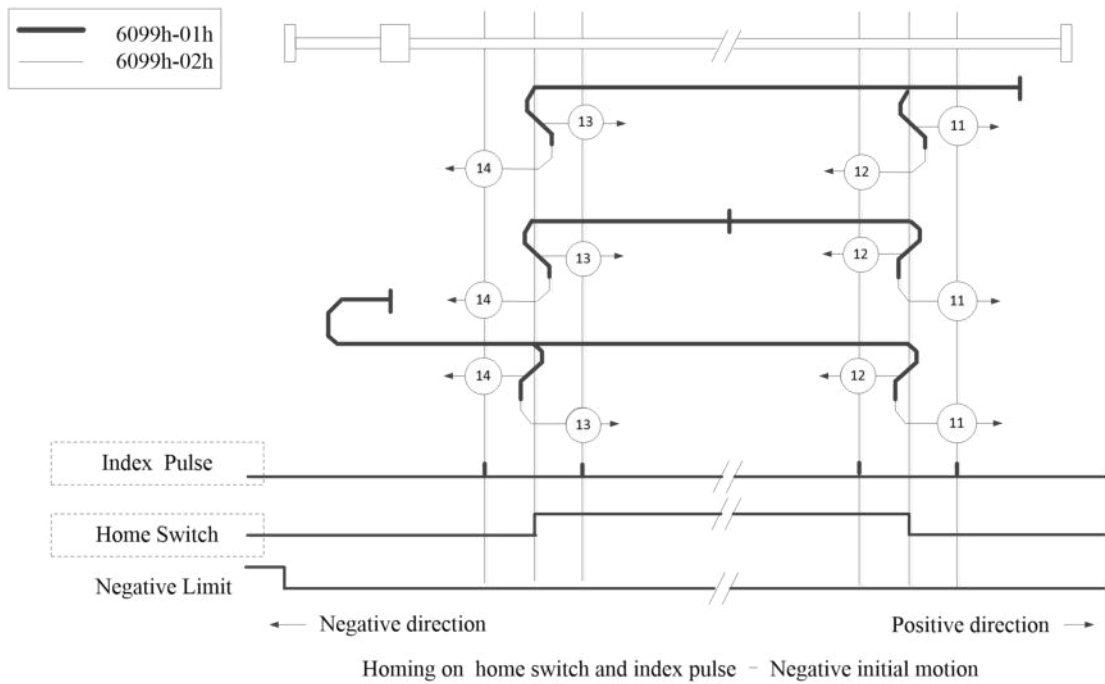 6099h-01h
6099h-02h
13
11
14
12
13
12
14
11
14
12
13
11
Index Pulse
Home Switch
Negative Limit
Negative direction
Positive direction
Homing on home switch and index pulse - Negative initial motion